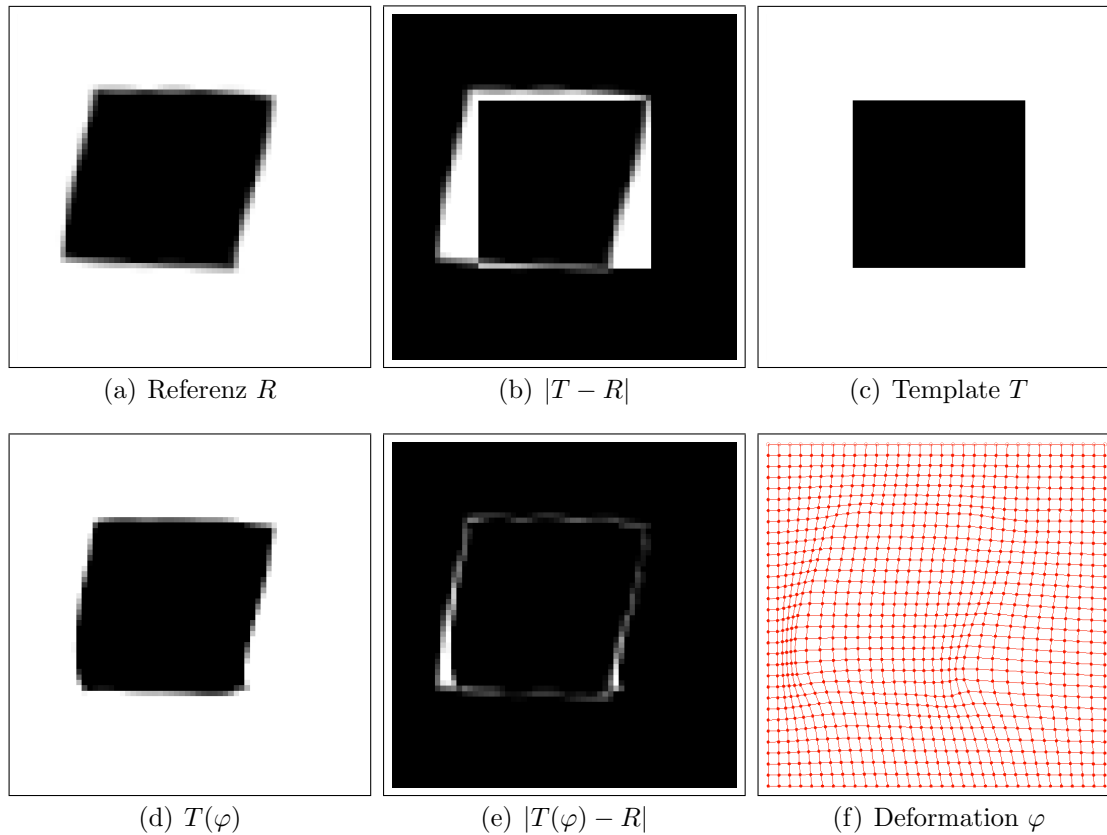 (a) Referenz R
(b) |T − R|
(c) Template T
(d) T(φ)
(e) |T(φ) − R|
(f) Deformation φ